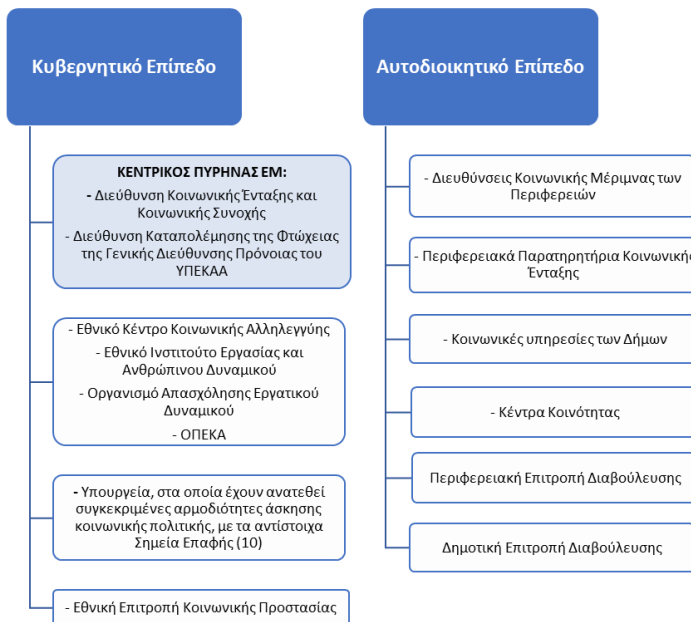 Κυβερνητικό Επίπεδο
ΚΕΝΤΡΙΚΟΣ ΠΥΡΗΝΑΣ ΕΜ:
- Διεύθυνση Κοινωνικής Ένταξης και
Κοινωνικής Συνοχής
- Διεύθυνση Καταπολέμησης της Φτώχειας
της Γενικής Διεύθυνσης Πρόνοιας του
ΥΠΕΚΑΑ
- Εθνικό Κέντρο Κοινωνικής Αλληλεγγύης
- Εθνικό Ινστιτούτο Εργασίας και
Ανθρώπινου Δυναμικού
- Οργανισμό Απασχόλησης Εργατικού
Δυναμικού
- ΟΠΕΚΑ
- Υπουργεία, στα οποία έχουν ανατεθεί
συγκεκριμένες αρμοδιότητες άσκησης
κοινωνικής πολιτικής, με τα αντίστοιχα
Σημεία Επαφής (10)
- Εθνική Επιτροπή Κοινωνικής Προστασίας
Αυτοδιοικητικό Επίπεδο
- Διευθύνσεις Κοινωνικής Μέριμνας των
Περιφερειών
- Περιφερειακά Παρατηρητήρια Κοινωνικής
Ένταξης
- Κοινωνικές υπηρεσίες των Δήμων
- Κέντρα Κοινότητας
Περιφερειακή Επιτροπή Διαβούλευσης
Δημοτική Επιτροπή Διαβούλευσης